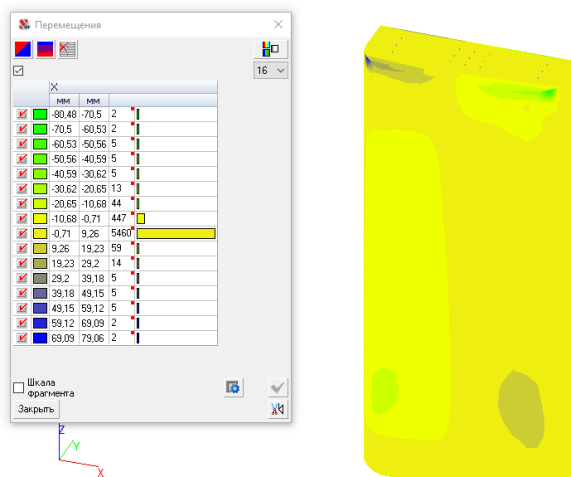 Перемещения
16
X
мм мм
-80,48 -70,5 2
-70,5 -60,53 2
-60,53 -50,56 5
-50,56 -40,59 5
-40,59 -30,62 5
-30,62 -20,65 13
-20,65 -10,68 44
-10,68 -0,71 447
-0,71 9,26 5460
9,26 19,23 59
19,23 29,2 14
29,2 39,18 5
39,18 49,15 5
49,15 59,12 5
59,12 69,09 2
69,09 79,06 2
Шкала
фрагмента
Закрыть
Z
Y
X